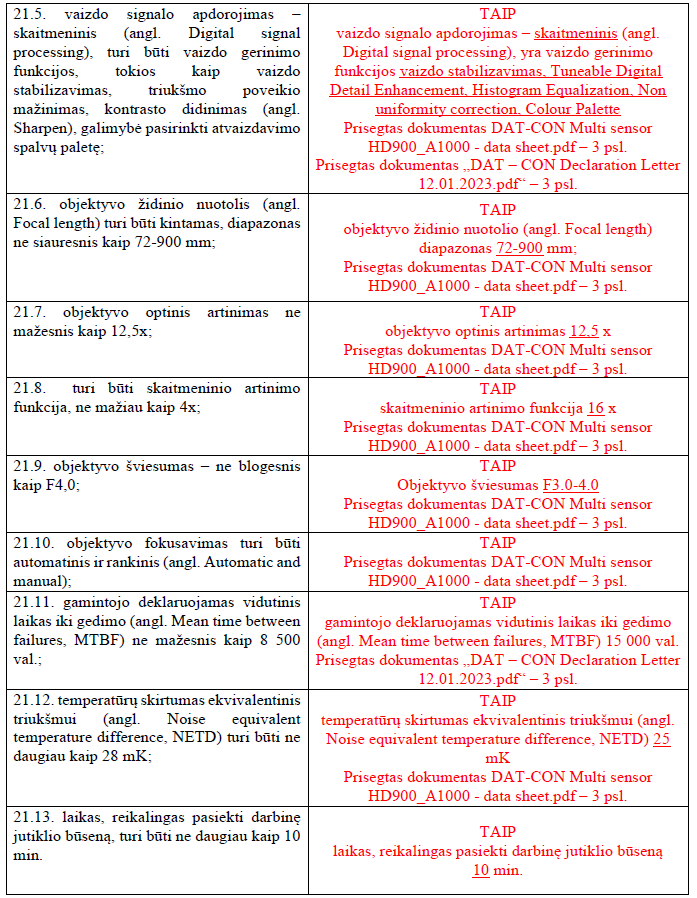 21.5. vaizdo signalo apdorojimas –
skaitmeninis (angl. Digital signal
processing), turi būti vaizdo gerinimo
funkcijos, tokios kaip vaizdo
stabilizavimas, triukšmo poveikio
mažinimas, kontrasto didinimas (angl.
Sharpen), galimybė pasirinkti atvaizdavimo
spalvų paletę;
TAIP
vaizdo signalo apdorojimas – skaitmeninis (angl.
Digital signal processing), yra vaizdo gerinimo
funkcijos vaizdo stabilizavimas, Tuneable Digital
Detail Enhancement, Histogram Equalization, Non
uniformity correction, Colour Palette
Prisegtas dokumentas DAT-CON Multi sensor
HD900_A1000 - data sheet.pdf – 3 psl.
Prisegtas dokumentas „DAT – CON Declaration Letter
12.01.2023.pdf“ – 3 psl.
21.6. objektyvo židinio nuotolis (angl.
Focal length) turi būti kintamas, diapazonas
ne siauresnis kaip 72-900 mm;
TAIP
objektyvo židinio nuotolio (angl. Focal length)
diapazonas 72-900 mm;
Prisegtas dokumentas DAT-CON Multi sensor
HD900_A1000 - data sheet.pdf – 3 psl.
21.7. objektyvo optinis artinimas ne
mažesnis kaip 12,5x;
TAIP
objektyvo optinis artinimas 12,5 x
Prisegtas dokumentas DAT-CON Multi sensor
HD900_A1000 - data sheet.pdf – 3 psl.
21.8. turi būti skaitmeninio artinimo
funkcija, ne mažiau kaip 4x;
TAIP
skaitmeninio artinimo funkcija 16 x
Prisegtas dokumentas DAT-CON Multi sensor
HD900_A1000 - data sheet.pdf – 3 psl.
21.9. objektyvo šviesumas – ne blogesnis
kaip F4,0;
TAIP
Objektyvo šviesumas F3.0-4.0
Prisegtas dokumentas DAT-CON Multi sensor
HD900_A1000 - data sheet.pdf – 3 psl.
21.10. objektyvo fokusavimas turi būti
automatinis ir rankinis (angl. Automatic and
manual);
TAIP
Prisegtas dokumentas DAT-CON Multi sensor
HD900_A1000 - data sheet.pdf – 3 psl.
21.11. gamintojo deklaruojamas vidutinis
laikas iki gedimo (angl. Mean time between
failures, MTBF) ne mažesnis kaip 8 500
val.;
TAIP
gamintojo deklaruojamas vidutinis laikas iki gedimo
(angl. Mean time between failures, MTBF) 15 000 val.
Prisegtas dokumentas „DAT – CON Declaration Letter
12.01.2023.pdf“ – 3 psl.
21.12. temperatūrų skirtumas ekvivalentinis
triukšmui (angl. Noise equivalent
temperature difference, NETD) turi būti ne
daugiau kaip 28 mK;
TAIP
temperatūrų skirtumas ekvivalentinis triukšmui (angl.
Noise equivalent temperature difference, NETD) 25
mK
Prisegtas dokumentas DAT-CON Multi sensor
HD900_A1000 - data sheet.pdf – 3 psl.
21.13. laikas, reikalingas pasiekti darbinę
jutiklio būseną, turi būti ne daugiau kaip 10
min.
TAIP
laikas, reikalingas pasiekti darbinę jutiklio būseną
10 min.